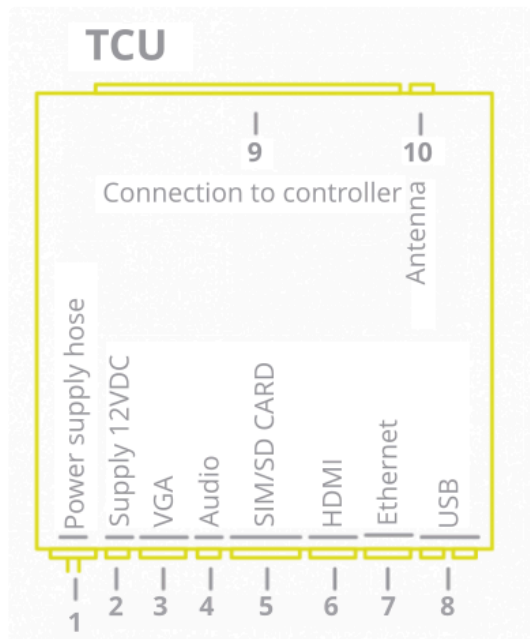 TCU
9
10
Connection to controller
Antenna
Power supply hose
Supply 12VDC
VGA
Audio
SIM/SD CARD
HDMI
Ethernet
USB
1
2
3
4
5
6
7
8